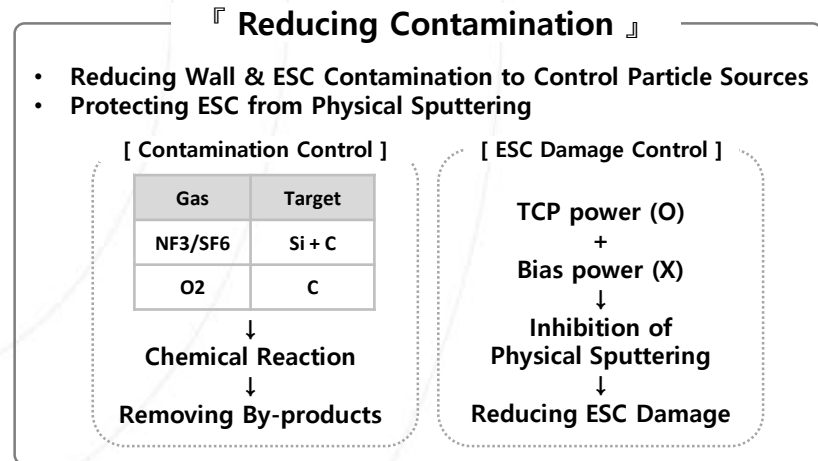 『 Reducing Contamination 』
• Reducing Wall & ESC Contamination to Control Particle Sources
• Protecting ESC from Physical Sputtering
[ Contamination Control ]
Gas Target
NF3/SF6 Si + C
O2 C
↓
Chemical Reaction
↓
Removing By-products
[ ESC Damage Control ]
TCP power (O)
+
Bias power (X)
↓
Inhibition of
Physical Sputtering
↓
Reducing ESC Damage